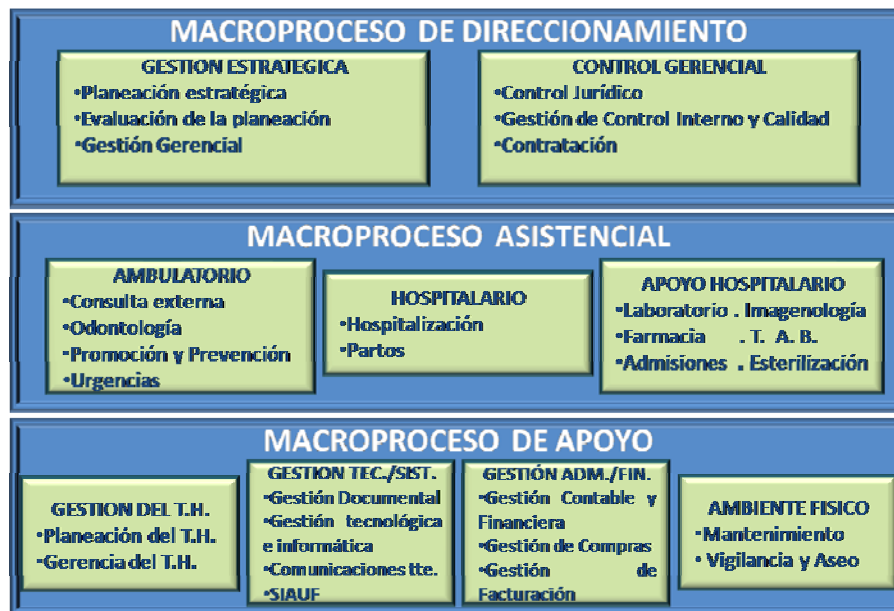 MACROPROCESO DE DIRECCIONAMIENTO
GESTION ESTRATEGICA
•Planeación estratégica
•Evaluación de la planeación
•Gestión Gerencial
CONTROL GERENCIAL
•Control Jurídico
•Gestión de Control Interno y Calidad
•Contratación
MACROPROCESO ASISTENCIAL
AMBULATORIO
•Consulta externa
•Odontología
•Promoción y Prevención
•Urgencias
HOSPITALARIO
•Hospitalización
•Partos
APOYO HOSPITALARIO
•Laboratorio . Imagenología
•Farmacia . T. A. B.
•Admisiones . Esterilización
MACROPROCESO DE APOYO
GESTION DEL T.H.
•Planeación del T.H.
•Gerencia del T.H.
GESTION TEC./SIST.
•Gestión Documental
•Gestión tecnológica
e informática
•Comunicaciones tte.
•SIAUF
GESTIÓN ADM./FIN.
•Gestión Contable y
Financiera
•Gestión de Compras
•Gestión de
Facturación
AMBIENTE FISICO
•Mantenimiento
• Vigilancia y Aseo